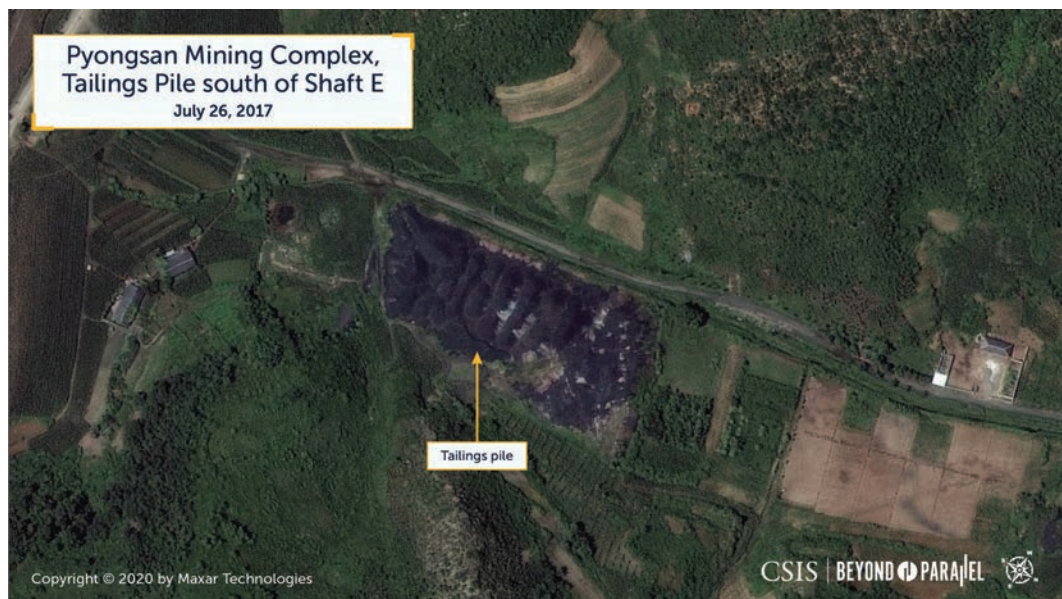 Pyongsan Mining Complex,
Tailings Pile south of Shaft E
July 26, 2017
Tailings pile
Copyright © 2020 by Maxar Technologies
CSIS | BEYOND PARALLEL
N